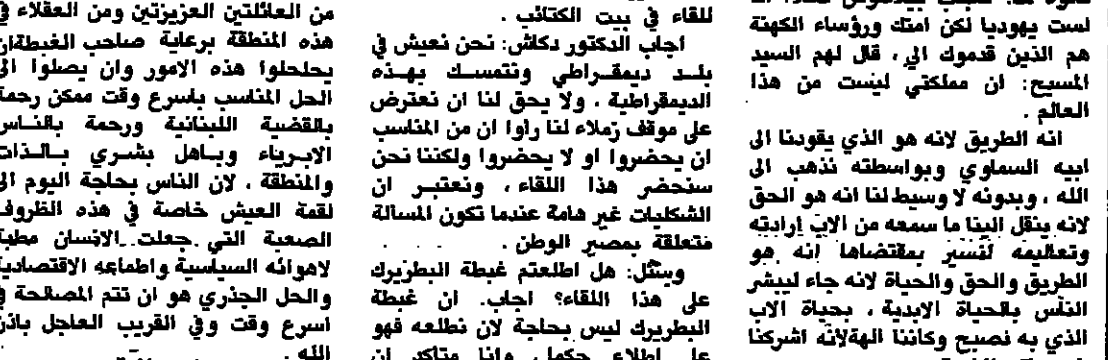 لست يهوديا لكن امتك ورؤساء الكهنة
هم الذين قدموك الي، قال لهم السيد
المسيح: ان مملكتي ليست من هذا
العالم.
انه الطريق لانه هو الذي يقودنا الى
ابيه السماوي وبواسطته نذهب الى
الله، وبدونه لا وسيط لنا انه هو الحق
لانه ينقل الينا ما سمعه من الاب ارادته
وتعاليمه لنسير بمقتضاها انه هو
الطريق والحق والحياة لانه جاء ليبشر
الناس بالحياة الابدية، بحياة الاب
الذي به نصبح وكاننا الهة لانه اشركنا
للقاء في بيت الكتائب.
اجاب الدكتور دكاش: نحن نعيش في
بلد ديمقراطي ونتمسك بهذه
الديمقراطية، ولا يحق لنا ان نعترض
على موقف زملاء لنا راوا ان من المناسب
ان يحضروا او لا يحضروا ولكننا نحن
سنحضر هذا اللقاء، ونعتبر ان
الشكليات غير هامة عندما تكون المسالة
متعلقة بمصير الوطن.
وسئل: هل اطلعتم غبطة البطريرك
على هذا اللقاء؟ اجاب. ان غبطة
البطريرك ليس بحاجة لان نطلعه فهو
على اطلاع حكما، وانا متاكد ان
من العائلتين العزيزتين ومن العقلاء في
هذه المنطقة برعاية صاحب الغبطة ان
يحلحلوا هذه الامور وان يصلوا الى
الحل المناسب باسرع وقت ممكن رحمة
بالقضية اللبنانية ورحمة بالناس
الابرياء وباهل بشري بالذات
والمنطقة، لان الناس بحاجة اليوم الى
لقمة العيش خاصة في هذه الظروف
الصعبة التي جعلت الانسان مطية
لاهوائه السياسية واطماعه الاقتصادية
والحل الجذري هو ان تتم المصالحة في
اسرع وقت وفي القريب العاجل باذن
الله.